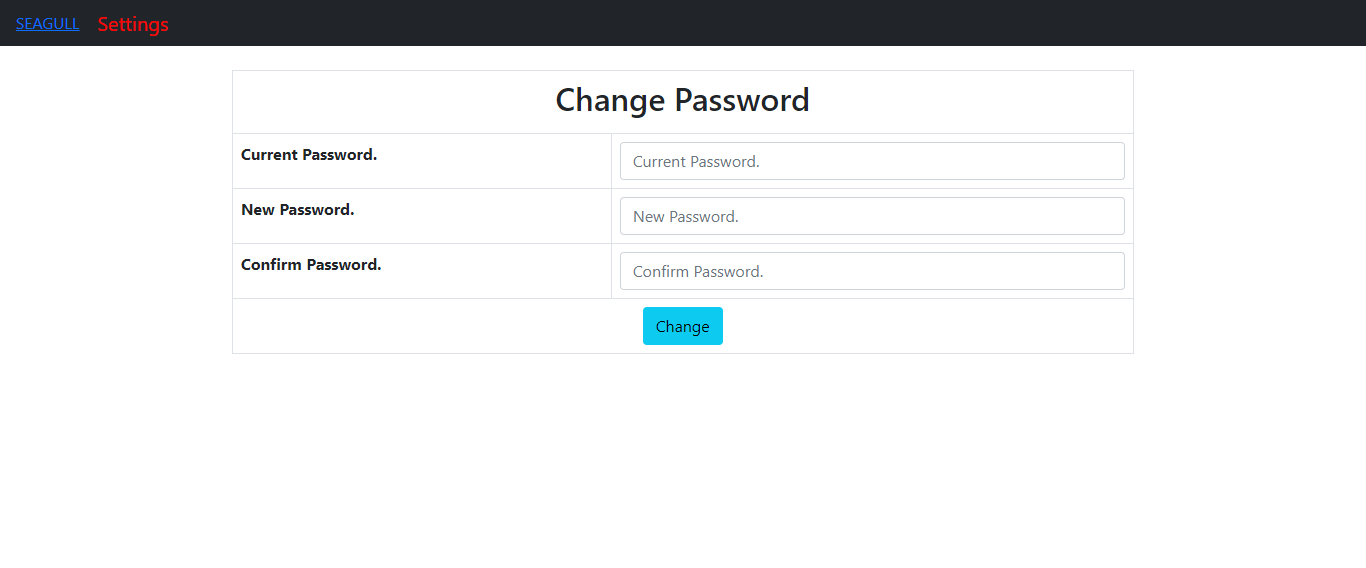 SEAGULL Settings
Change Password
Current Password. Current Password.
New Password. New Password.
Confirm Password. Confirm Password.
Change